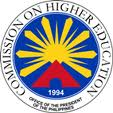 COMMISSION ON HIGHER EDUCATION
1994
OFFICE OF THE PRESIDENT
OF THE PHILIPPINES